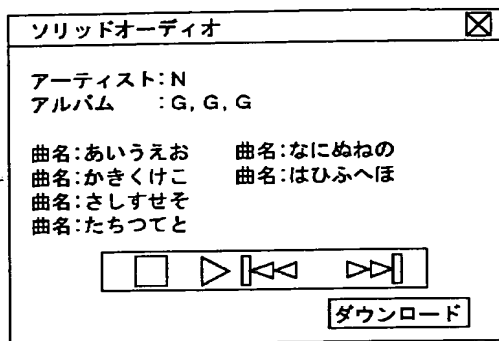 ソリッドオーディオ
アーティスト:N
アルバム　:G, G, G
曲名:あいうえお　曲名:なにぬねの
曲名:かきくけこ　曲名:はひふへほ
曲名:さしすせそ
曲名:たちつてと
ダウンロード